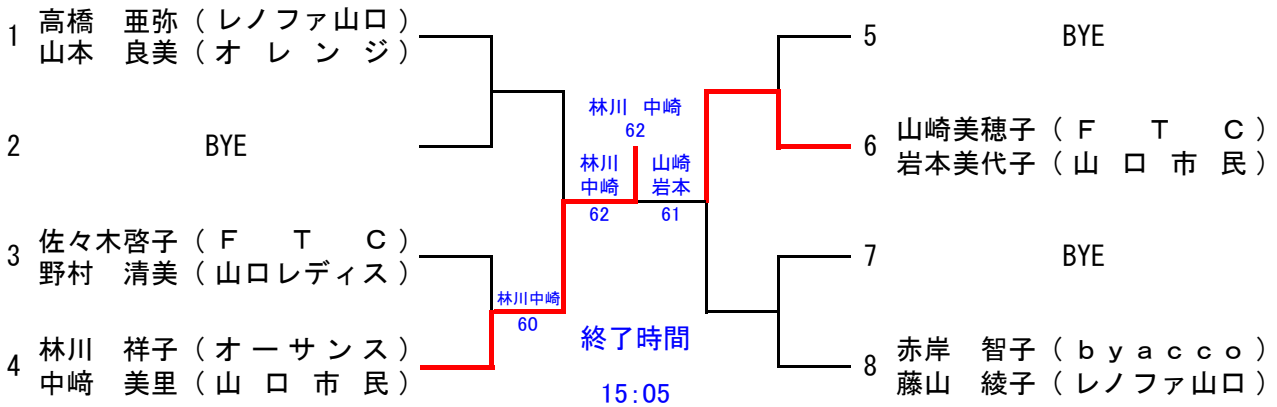 1 高橋　亜弥（レノファ山口）
山本　良美（オレンジ）
2 BYE
3 佐々木啓子（ＦＴＣ）
野村　清美（山口レディス）
4 林川　祥子（オーサンス）
中﨑　美里（山口市民）
林川中崎
60
林川
中崎
62
林川 中崎
62
山崎
岩本
61
終了時間
15:05
5 BYE
6 山崎美穂子（ＦＴＣ）
岩本美代子（山口市民）
7 BYE
8 赤岸　智子（ｂｙａｃｃｏ）
藤山　綾子（レノファ山口）